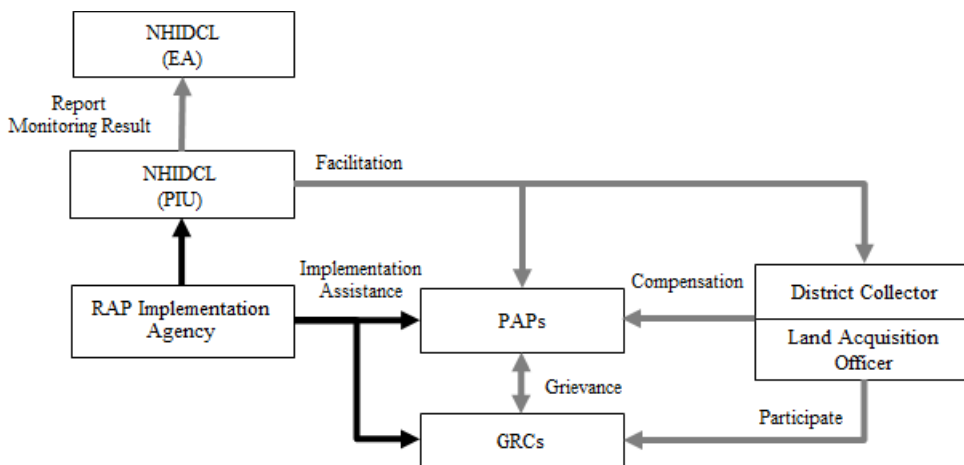 NHIDCL
(EA)
Report
Monitoring Result
NHIDCL
(PIU)
Facilitation
Implementation
Assistance
RAP Implementation
Agency
PAPs
Compensation
District Collector
Land Acquisition
Officer
Grievance
GRCs
Participate